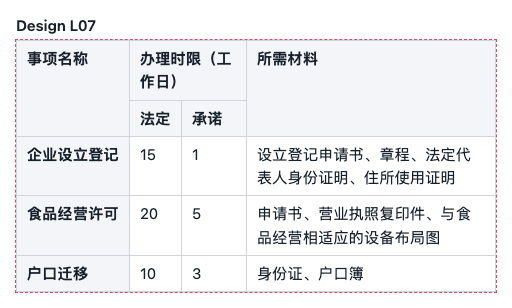 Design L07
事项名称
办理时限（工
作日）
所需材料
法定
承诺
企业设立登记
15
1
设立登记申请书、章程、法定代
表人身份证明、住所使用证明
食品经营许可
20
5
申请书、营业执照复印件、与食
品经营相适应的设备布局图
户口迁移
10
3
身份证、户口簿